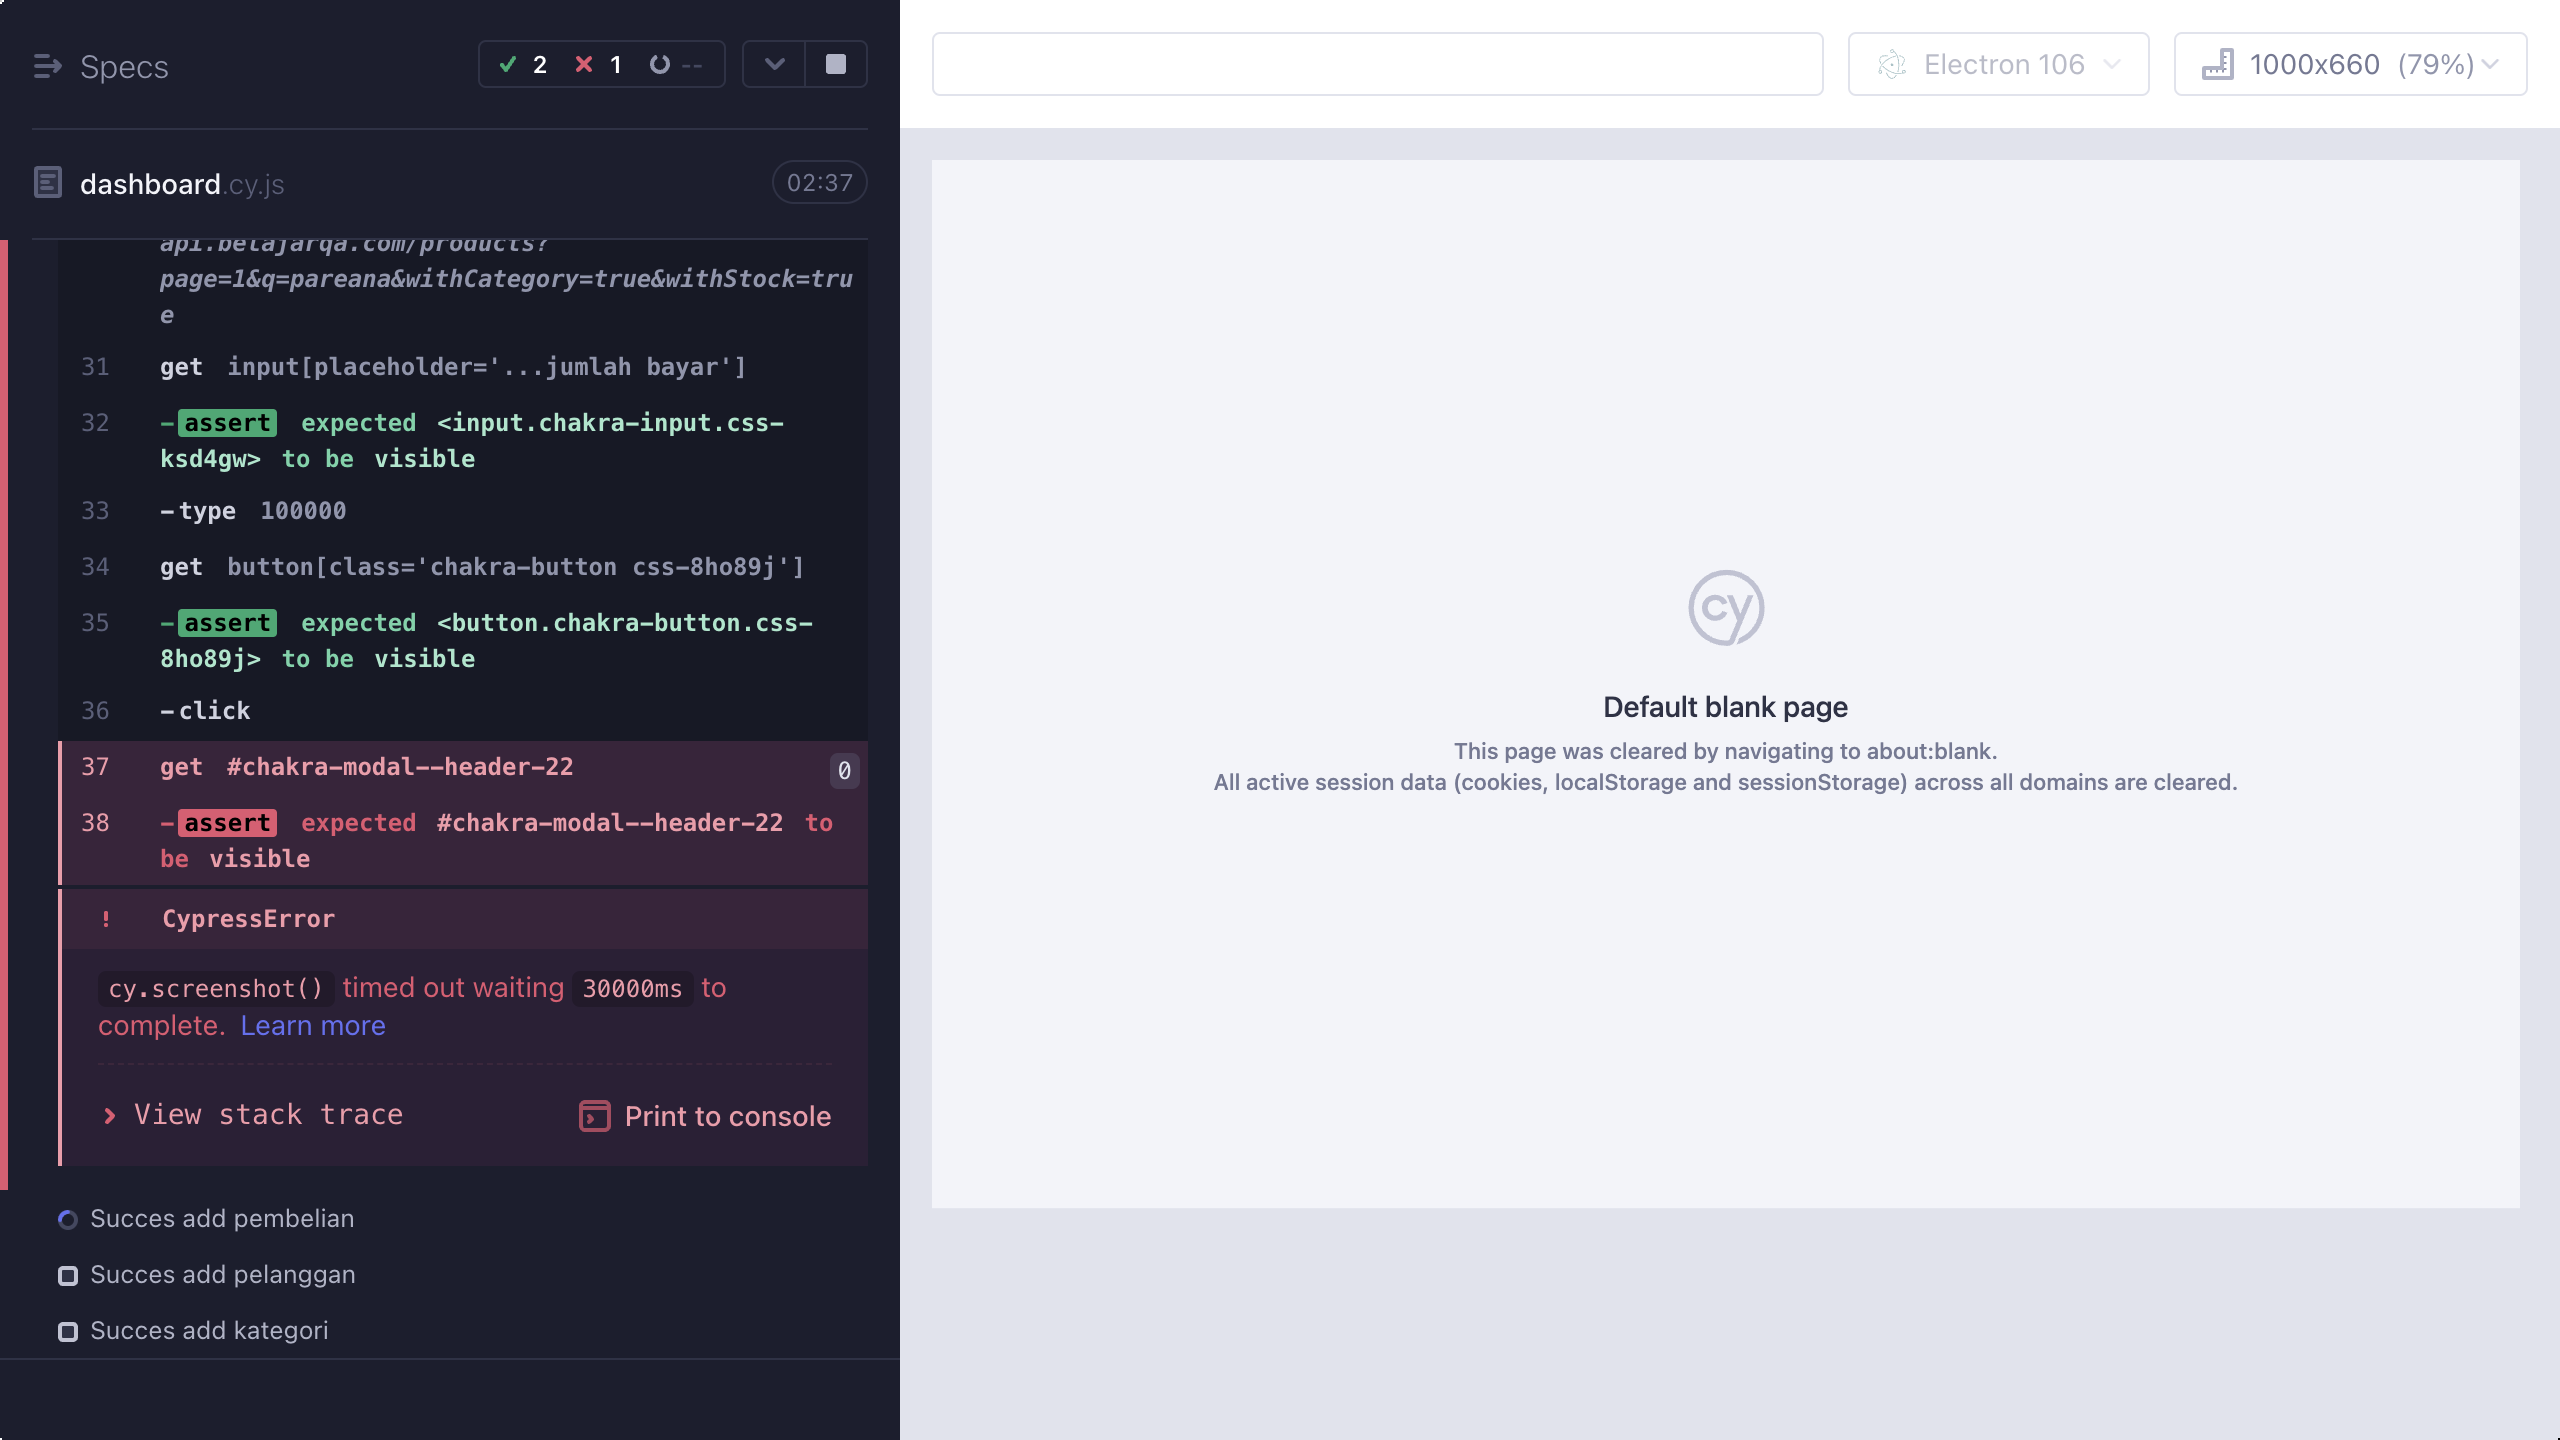 Specs
2 1 --
dashboard.cy.js 02:37
api.belajarqa.com/products?
page=1&q=pareana&withCategory=true&withStock=tru
e
31 get input[placeholder='...jumlah bayar']
32 -assert expected <input.chakra-input.css-
ksd4gw> to be visible
33 -type 100000
34 get button[class='chakra-button css-8ho89j']
35 -assert expected <button.chakra-button.css-
8ho89j> to be visible
36 -click
37 get #chakra-modal--header-22 0
38 -assert expected #chakra-modal--header-22 to
be visible
! CypressError
cy.screenshot() timed out waiting 30000ms to
complete. Learn more
View stack trace Print to console
Succes add pembelian
Succes add pelanggan
Succes add kategori
Electron 106
1000x660 (79%)
cy
Default blank page
This page was cleared by navigating to about:blank.
All active session data (cookies, localStorage and sessionStorage) across all domains are cleared.